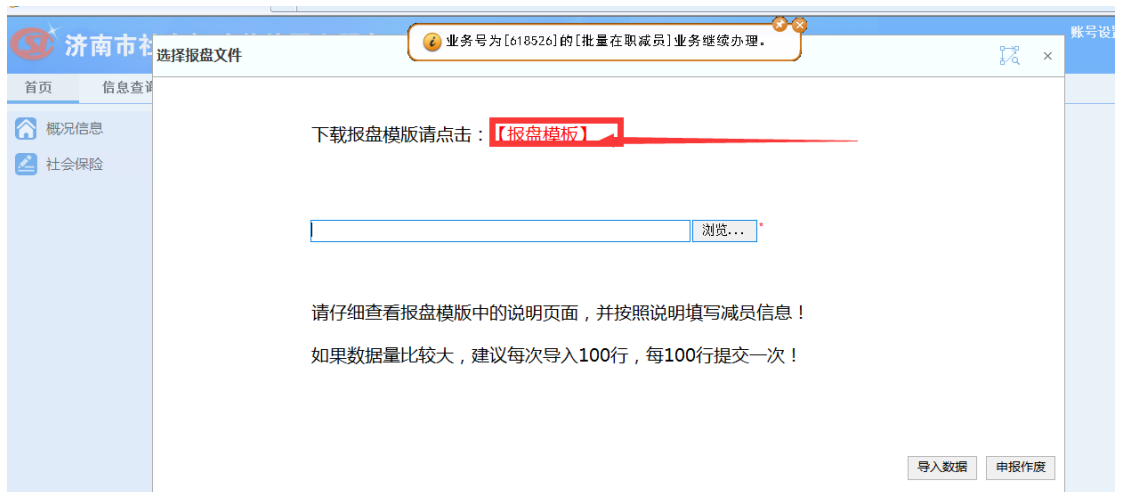 业务号为[618526]的[批量在职减员]业务继续办理。
账号设
济南市社
选择报盘文件
首页
信息查询
概况信息
社会保险
下载报盘模版请点击：【报盘模板】
浏览... *
请仔细查看报盘模版中的说明页面，并按照说明填写减员信息！
如果数据量比较大，建议每次导入100行，每100行提交一次！
导入数据
申报作废